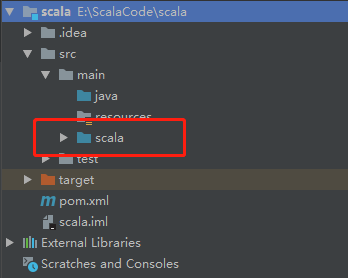 scala E:\ScalaCode\scala
.idea
src
main
java
resources
scala
test
target
pom.xml
scala.iml
External Libraries
Scratches and Consoles